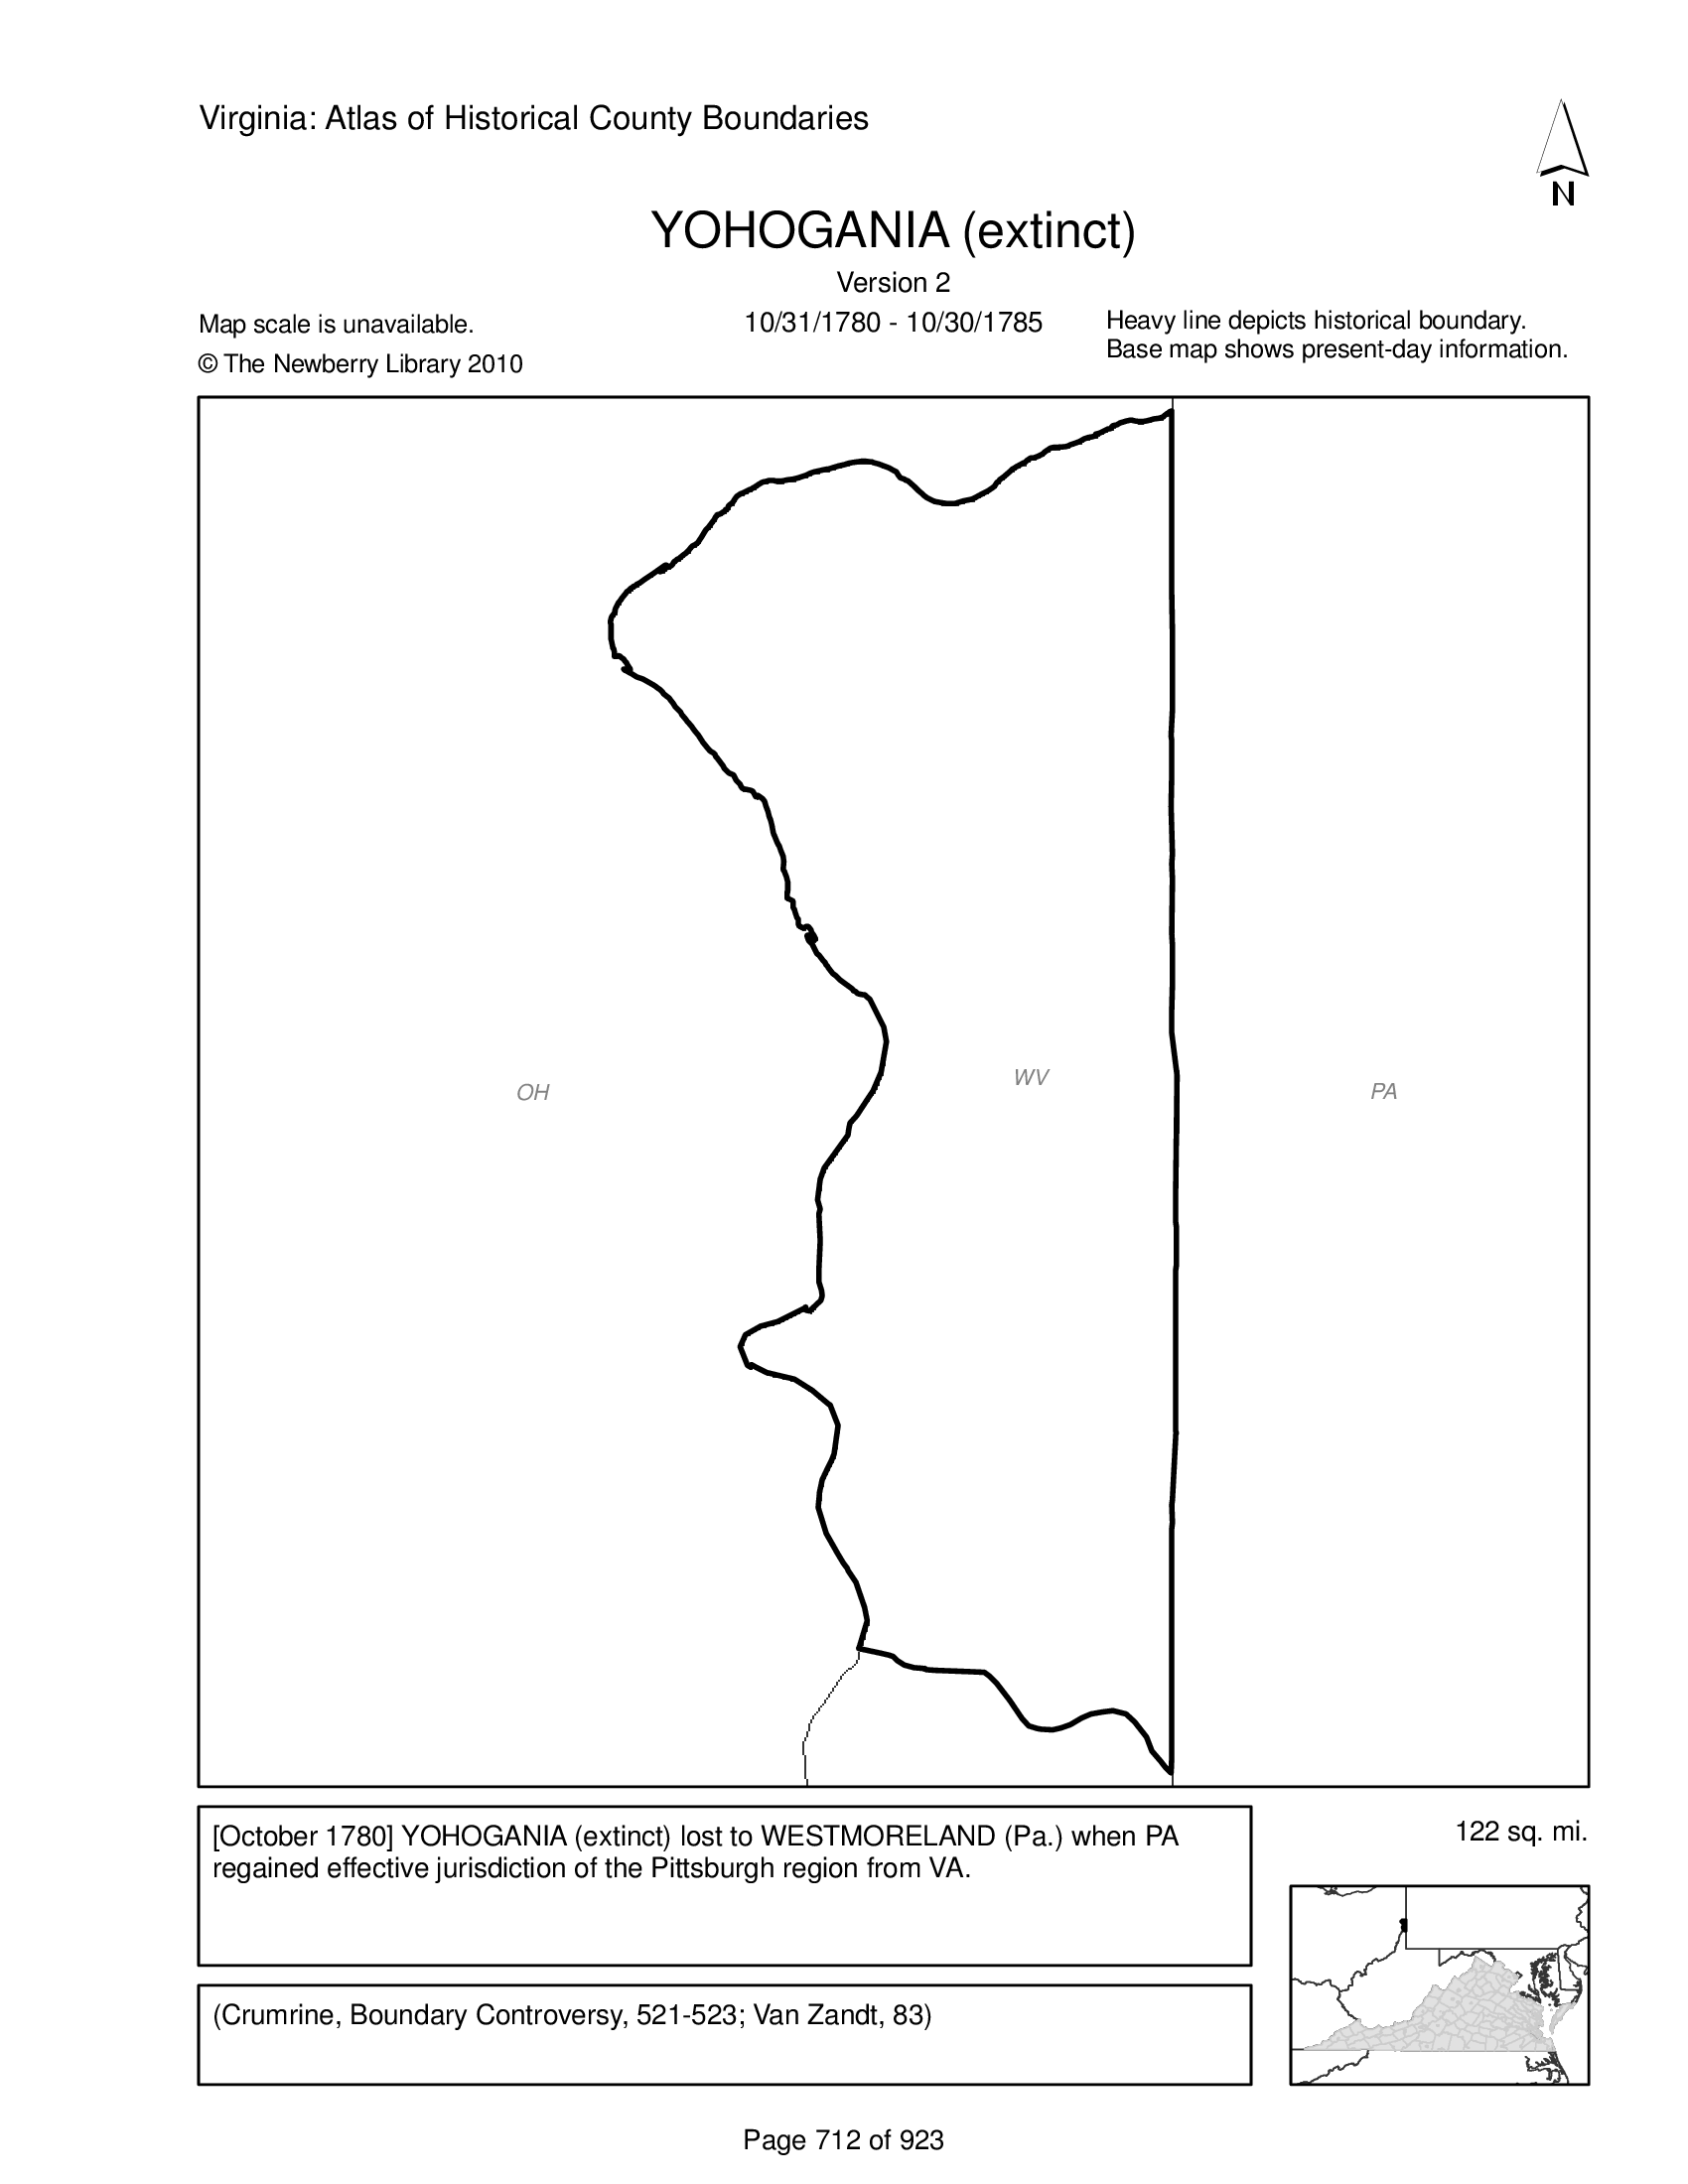 Virginia: Atlas of Historical County Boundaries
N
YOHOGANIA (extinct)
Version 2
10/31/1780 - 10/30/1785
Map scale is unavailable.
© The Newberry Library 2010
Heavy line depicts historical boundary.
Base map shows present-day information.
OH
WV
PA
[October 1780] YOHOGANIA (extinct) lost to WESTMORELAND (Pa.) when PA
regained effective jurisdiction of the Pittsburgh region from VA.
122 sq. mi.
(Crumrine, Boundary Controversy, 521-523; Van Zandt, 83)
Page 712 of 923